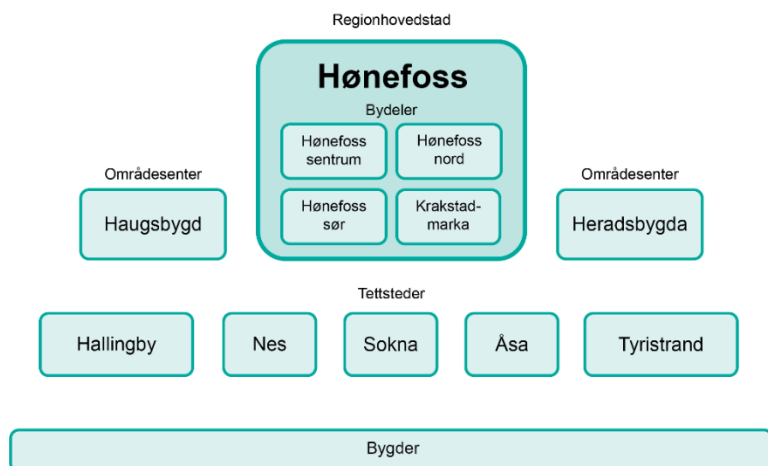 Regionhovedstad
Hønefoss
Bydeler
Hønefoss
sentrum
Hønefoss
nord
Hønefoss
sør
Krakstad-
marka
Områdesenter
Haugsbygd
Områdesenter
Heradsbygda
Tettsteder
Hallingby
Nes
Sokna
Åsa
Tyristrand
Bygder